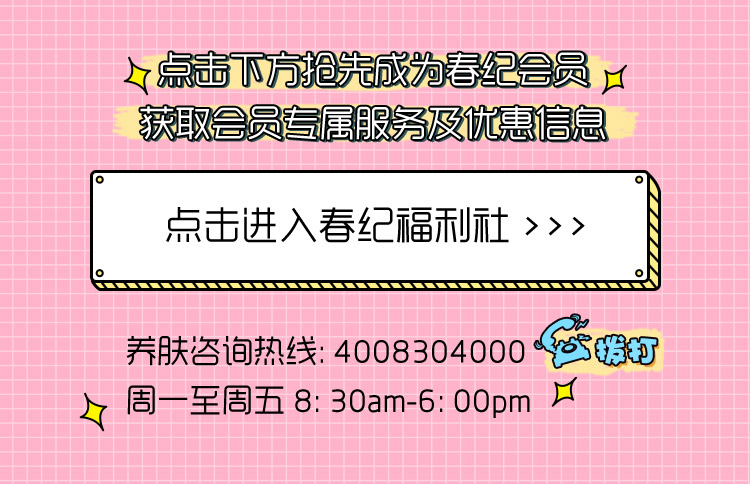 点击下方抢先成为春纪会员
获取会员专属服务及优惠信息
点击进入春纪福利社 >>>
养肤咨询热线: 4008304000 拨打
周一至周五 8: 30am-6: 00pm